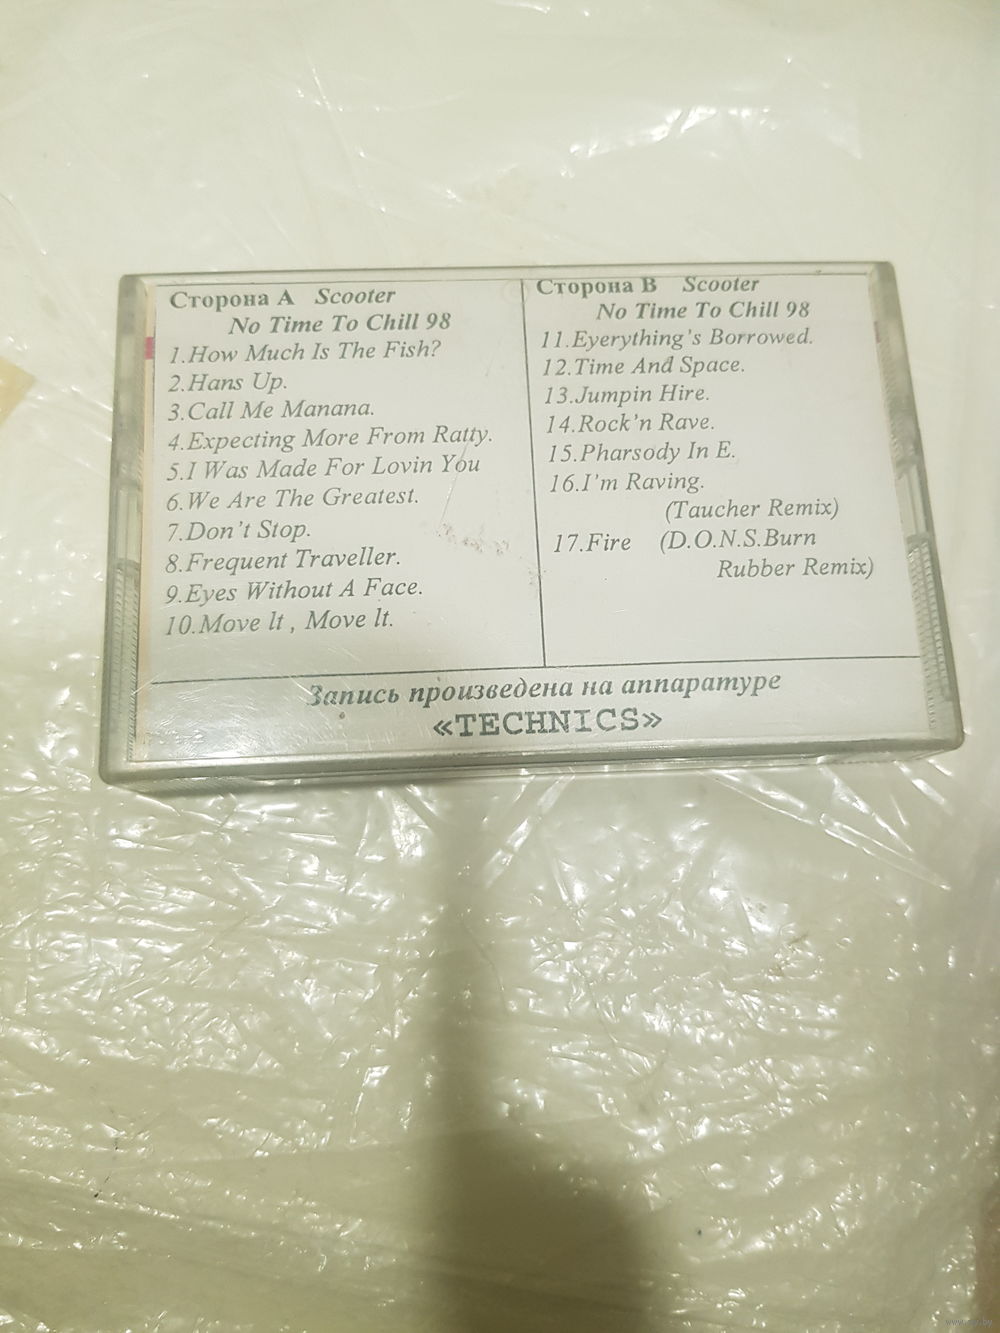 Сторона А Scooter
No Time To Chill 98
1.How Much Is The Fish?
2.Hans Up.
3.Call Me Manana.
4.Expecting More From Ratty.
5.I Was Made For Lovin You
6.We Are The Greatest.
7.Don't Stop.
8.Frequent Traveller.
9.Eyes Without A Face.
10.Move lt , Move lt.
Сторона В Scooter
No Time To Chill 98
11.Eyerything's Borrowed.
12.Time And Space.
13.Jumpin Hire.
14.Rock'n Rave.
15.Pharsody In E.
16.I'm Raving.
(Taucher Remix)
17.Fire (D.O.N.S.Burn
Rubber Remix)
Запись произведена на аппаратуре
«TECHNICS»